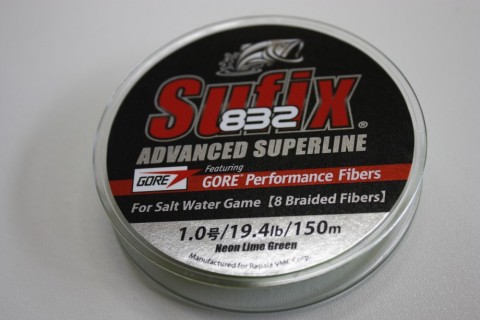 Sufix
832
®
ADVANCED SUPERLINE
GORE
Featuring
GORE® Performance Fibers
For Salt Water Game [8 Braided Fibers]
1.0号/19.4lb/150m
Neon Lime Green
Manufactured for Rapala VMC Corp.